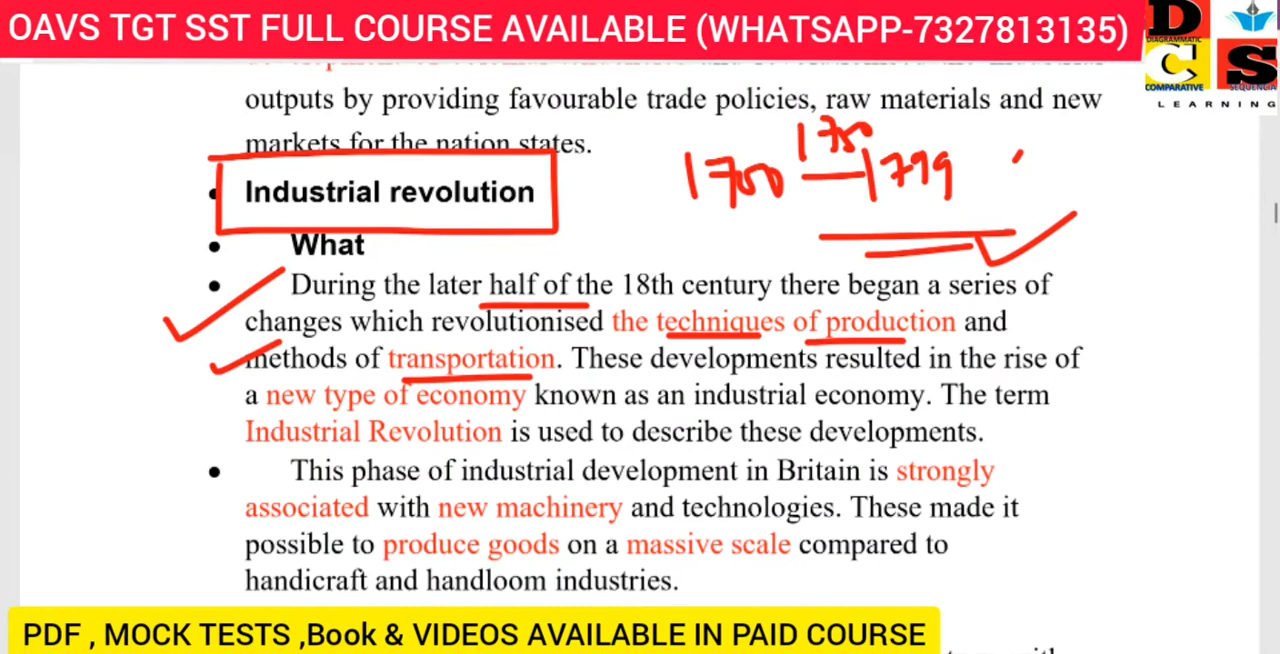 OAVS TGT SST FULL COURSE AVAILABLE (WHATSAPP-7327813135)
D
DIAGRAMMATIC
C
COMPARATIVE
S
SEQUENCIA
LEARNING
outputs by providing favourable trade policies, raw materials and new
markets for the nation states.
1750
1700 — 1799
• Industrial revolution
• What
• During the later half of the 18th century there began a series of
changes which revolutionised the techniques of production and
methods of transportation. These developments resulted in the rise of
a new type of economy known as an industrial economy. The term
Industrial Revolution is used to describe these developments.
• This phase of industrial development in Britain is strongly
associated with new machinery and technologies. These made it
possible to produce goods on a massive scale compared to
handicraft and handloom industries.
PDF , MOCK TESTS ,Book & VIDEOS AVAILABLE IN PAID COURSE